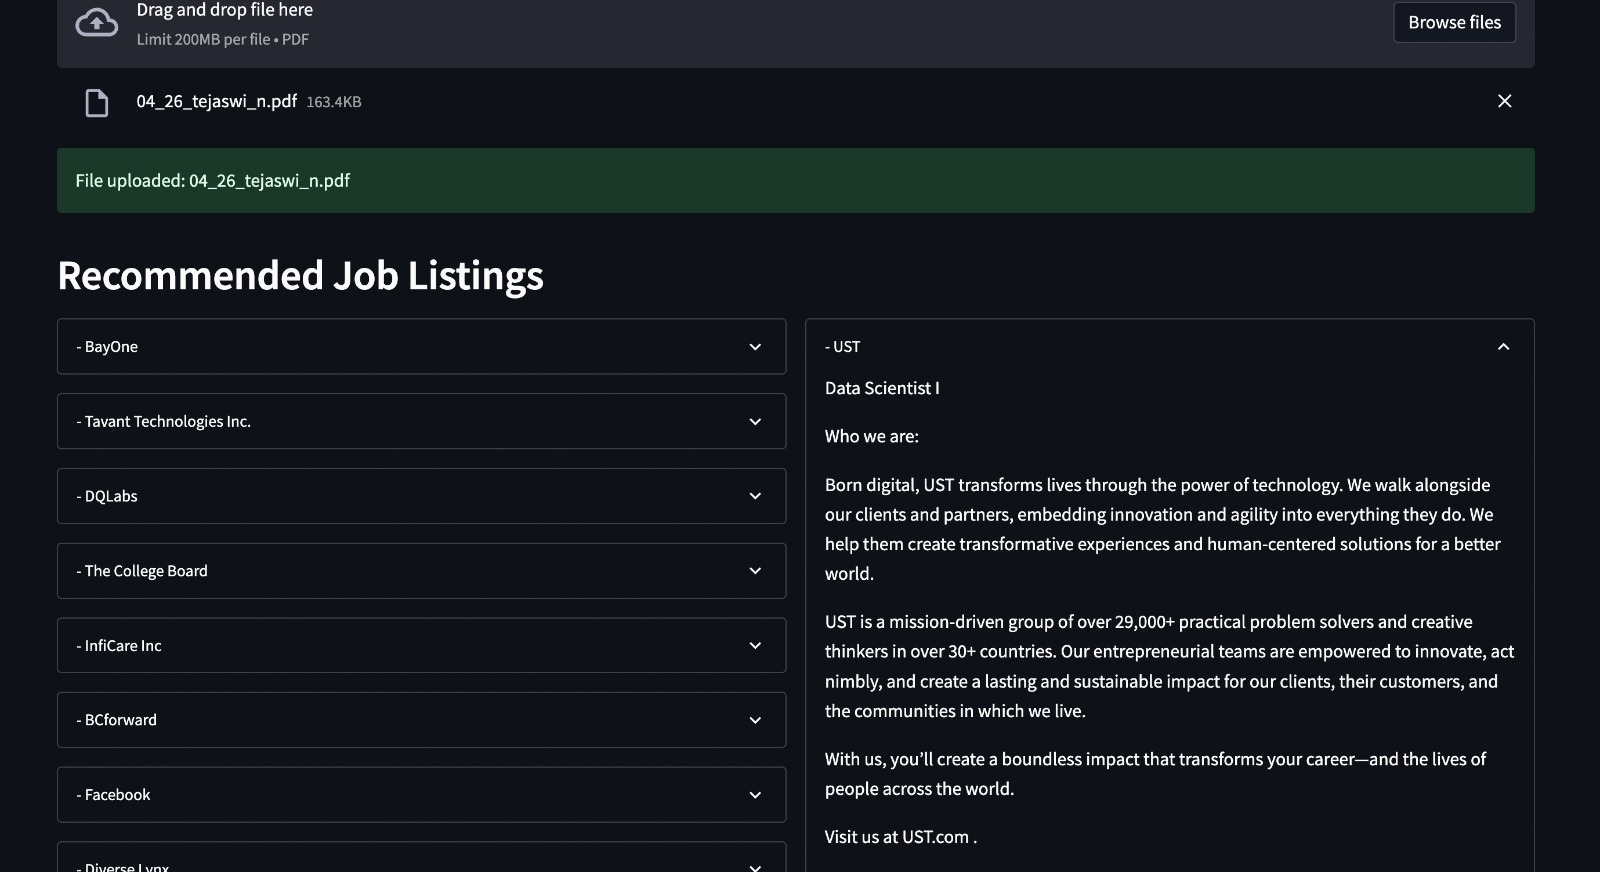 Drag and drop file here
Limit 200MB per file • PDF
Browse files
04_26_tejaswi_n.pdf 163.4KB
File uploaded: 04_26_tejaswi_n.pdf
Recommended Job Listings
- BayOne
- Tavant Technologies Inc.
- DQLabs
- The College Board
- InfiCare Inc
- BCforward
- Facebook
- Diverse Lynx
- UST
Data Scientist I
Who we are:
Born digital, UST transforms lives through the power of technology. We walk alongside
our clients and partners, embedding innovation and agility into everything they do. We
help them create transformative experiences and human-centered solutions for a better
world.
UST is a mission-driven group of over 29,000+ practical problem solvers and creative
thinkers in over 30+ countries. Our entrepreneurial teams are empowered to innovate, act
nimbly, and create a lasting and sustainable impact for our clients, their customers, and
the communities in which we live.
With us, you’ll create a boundless impact that transforms your career—and the lives of
people across the world.
Visit us at UST.com .